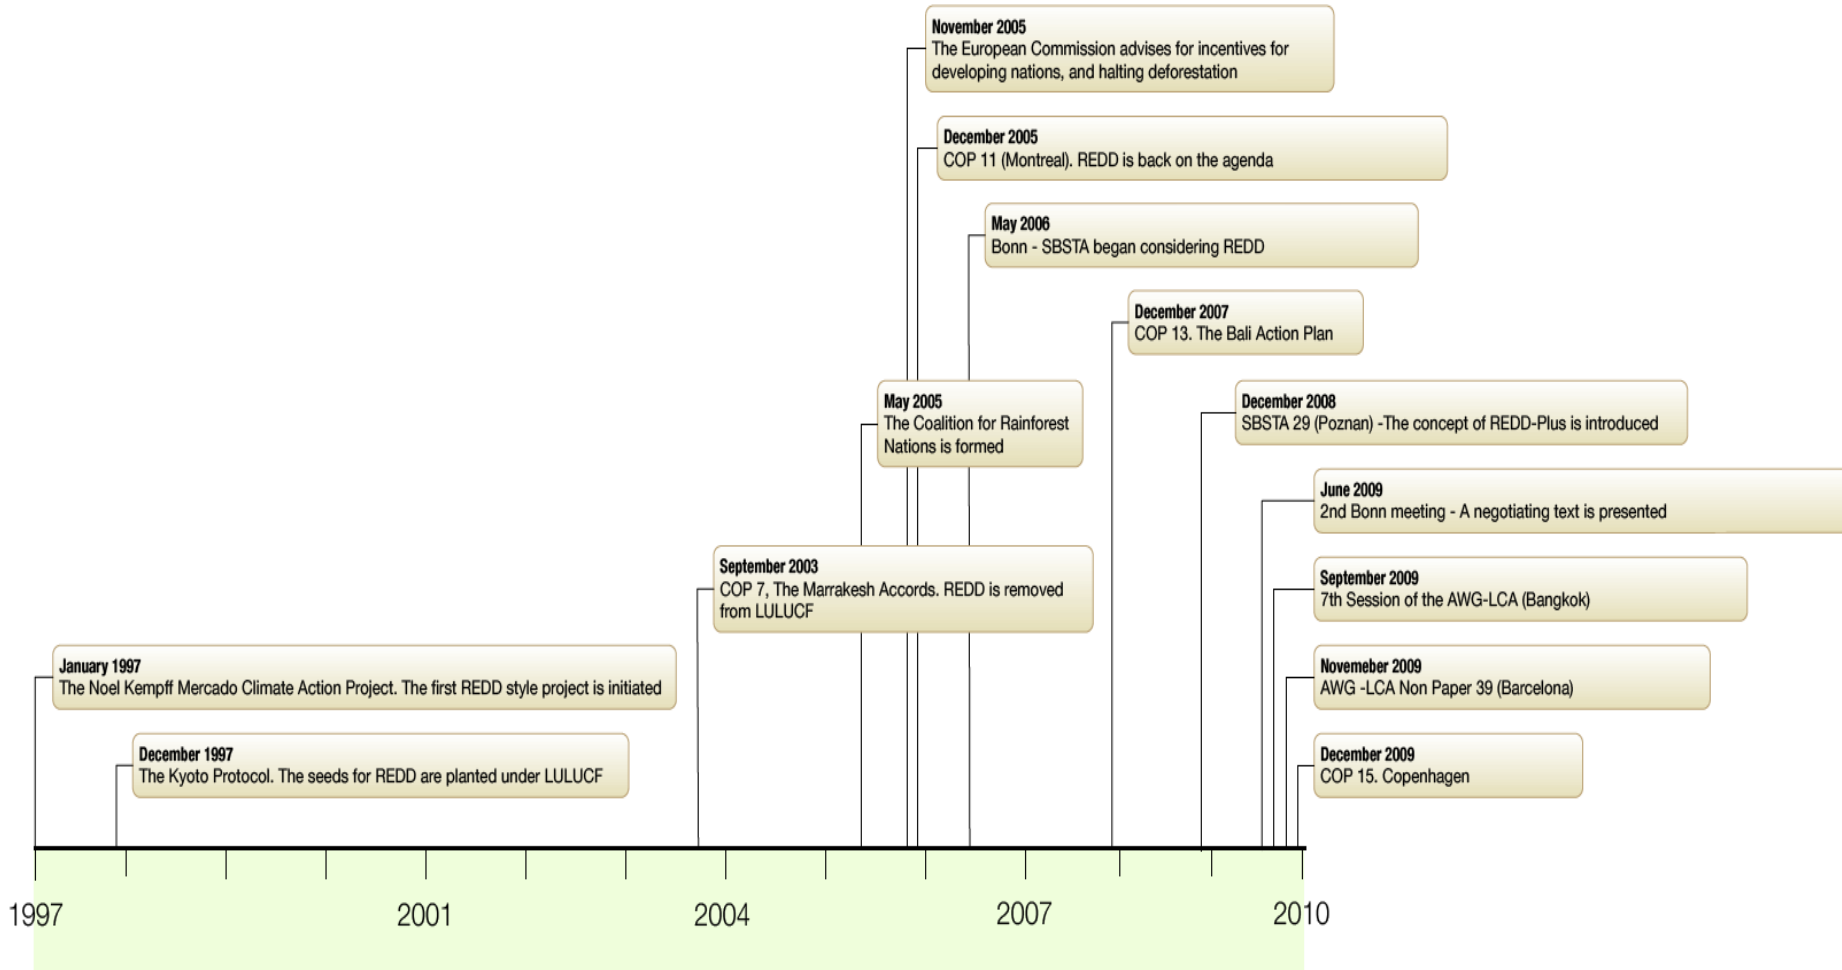 November 2005
The European Commission advises for incentives for
developing nations, and halting deforestation
December 2005
COP 11 (Montreal). REDD is back on the agenda
May 2006
Bonn - SBSTA began considering REDD
December 2007
COP 13. The Bali Action Plan
May 2005
The Coalition for Rainforest
Nations is formed
December 2008
SBSTA 29 (Poznan) -The concept of REDD-Plus is introduced
June 2009
2nd Bonn meeting - A negotiating text is presented
September 2003
COP 7, The Marrakesh Accords. REDD is removed
from LULUCF
September 2009
7th Session of the AWG-LCA (Bangkok)
January 1997
The Noel Kempff Mercado Climate Action Project. The first REDD style project is initiated
Novemeber 2009
AWG -LCA Non Paper 39 (Barcelona)
December 1997
The Kyoto Protocol. The seeds for REDD are planted under LULUCF
December 2009
COP 15. Copenhagen
1997 2001 2004 2007 2010